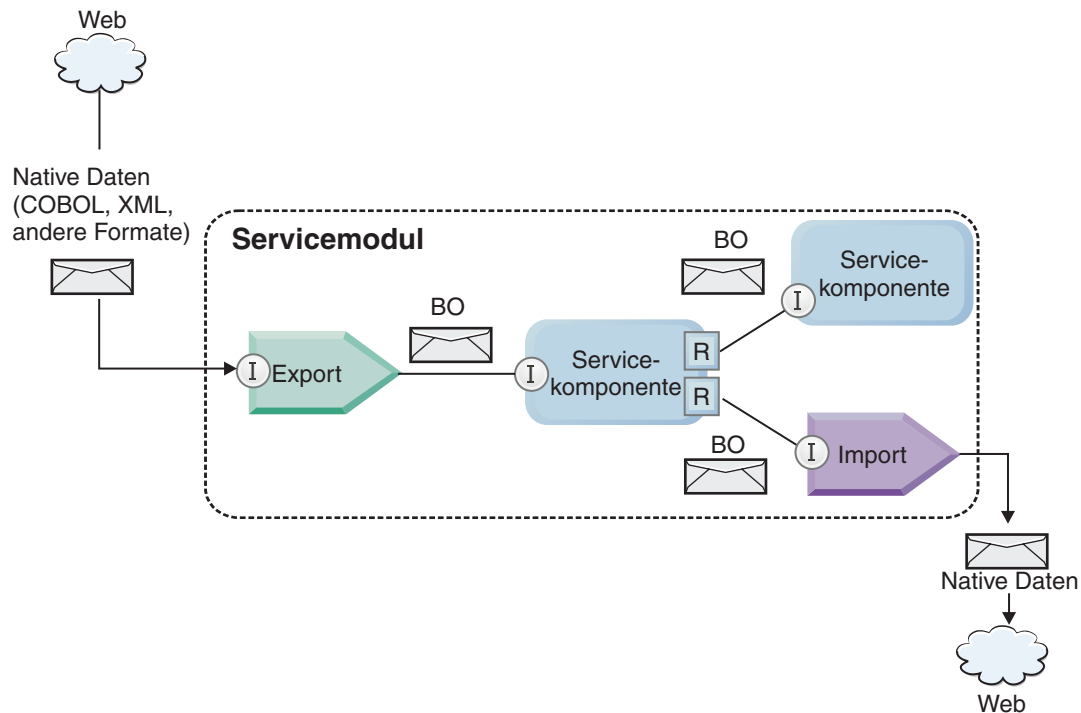 Web
Native Daten
(COBOL, XML,
andere Formate)
Servicemodul
BO
Service-
komponente
I
BO
I
Export
I
Service-
komponente
R
R
BO
I
Import
Native Daten
Web